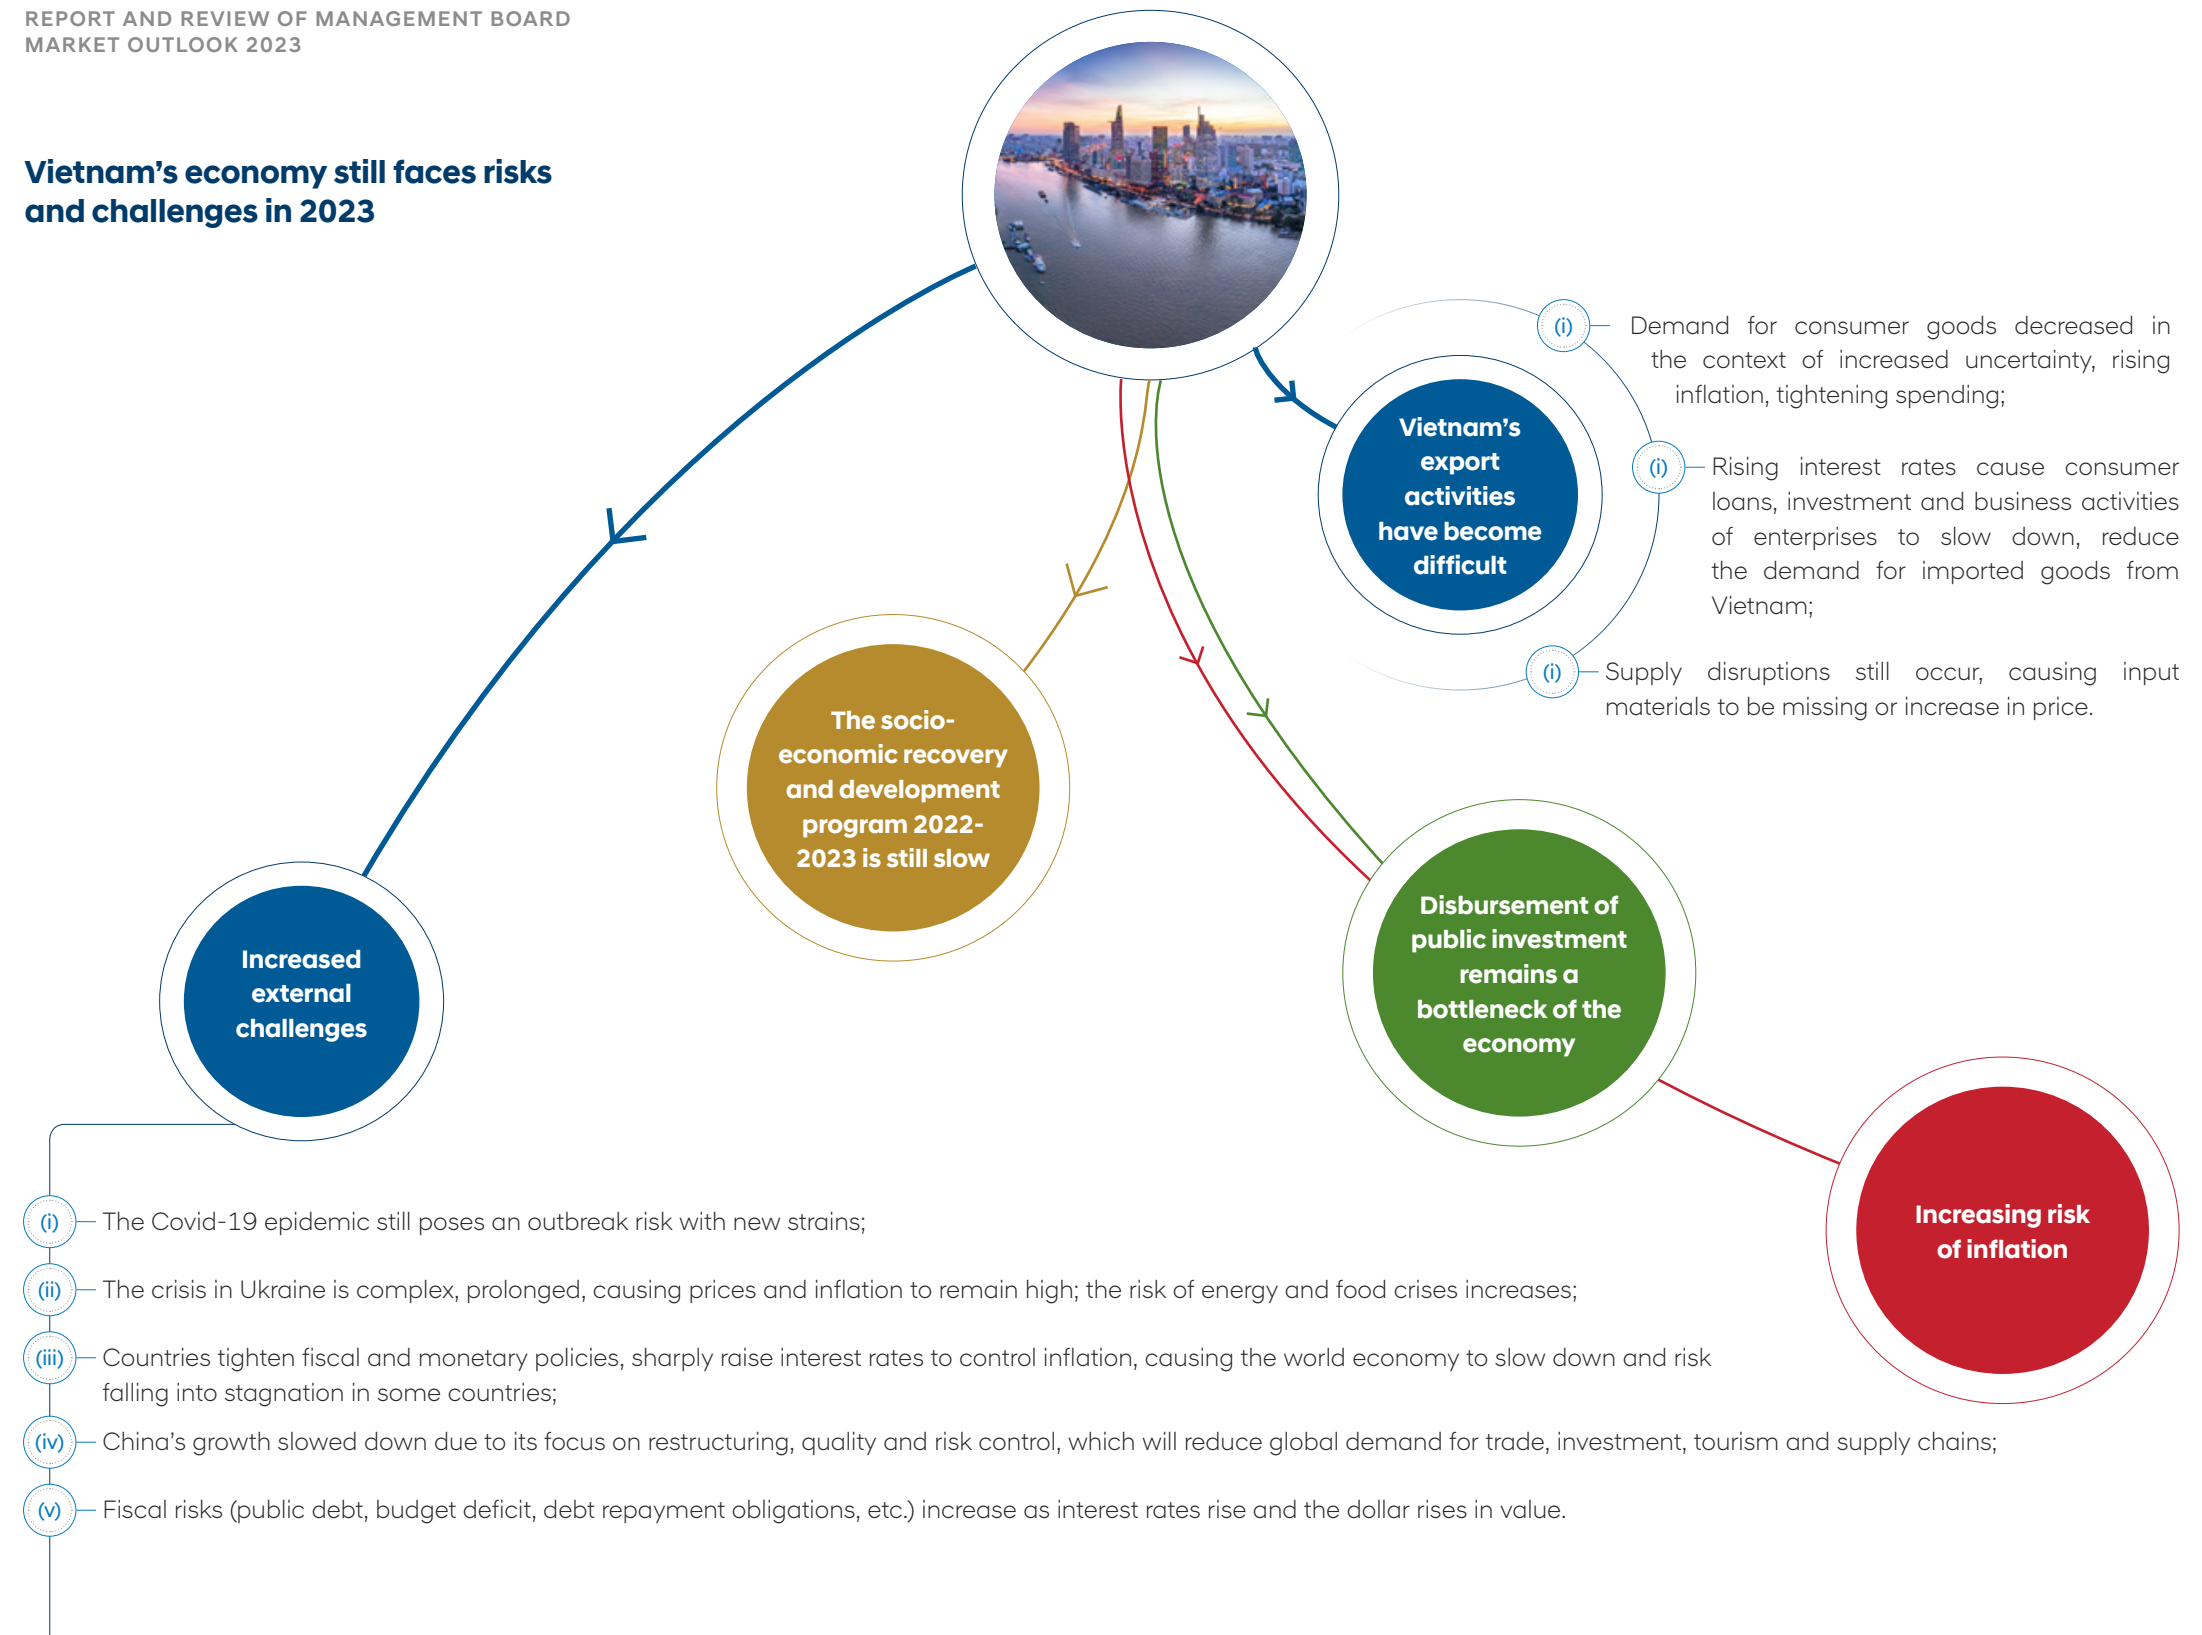 REPORT AND REVIEW OF MANAGEMENT BOARD
MARKET OUTLOOK 2023
Vietnam’s economy still faces risks
and challenges in 2023
(i)
Demand for consumer goods decreased in
the context of increased uncertainty, rising
inflation, tightening spending;
Vietnam’s
export
activities
have become
difficult
(i)
Rising interest rates cause consumer
loans, investment and business activities
of enterprises to slow down, reduce
the demand for imported goods from
Vietnam;
(i)
Supply disruptions still occur, causing input
materials to be missing or increase in price.
The socio-
economic recovery
and development
program 2022-
2023 is still slow
Disbursement of
public investment
remains a
bottleneck of the
economy
Increased
external
challenges
Increasing risk
of inflation
(i)
The Covid-19 epidemic still poses an outbreak risk with new strains;
(ii)
The crisis in Ukraine is complex, prolonged, causing prices and inflation to remain high; the risk of energy and food crises increases;
(iii)
Countries tighten fiscal and monetary policies, sharply raise interest rates to control inflation, causing the world economy to slow down and risk
falling into stagnation in some countries;
(iv)
China’s growth slowed down due to its focus on restructuring, quality and risk control, which will reduce global demand for trade, investment, tourism and supply chains;
(v)
Fiscal risks (public debt, budget deficit, debt repayment obligations, etc.) increase as interest rates rise and the dollar rises in value.